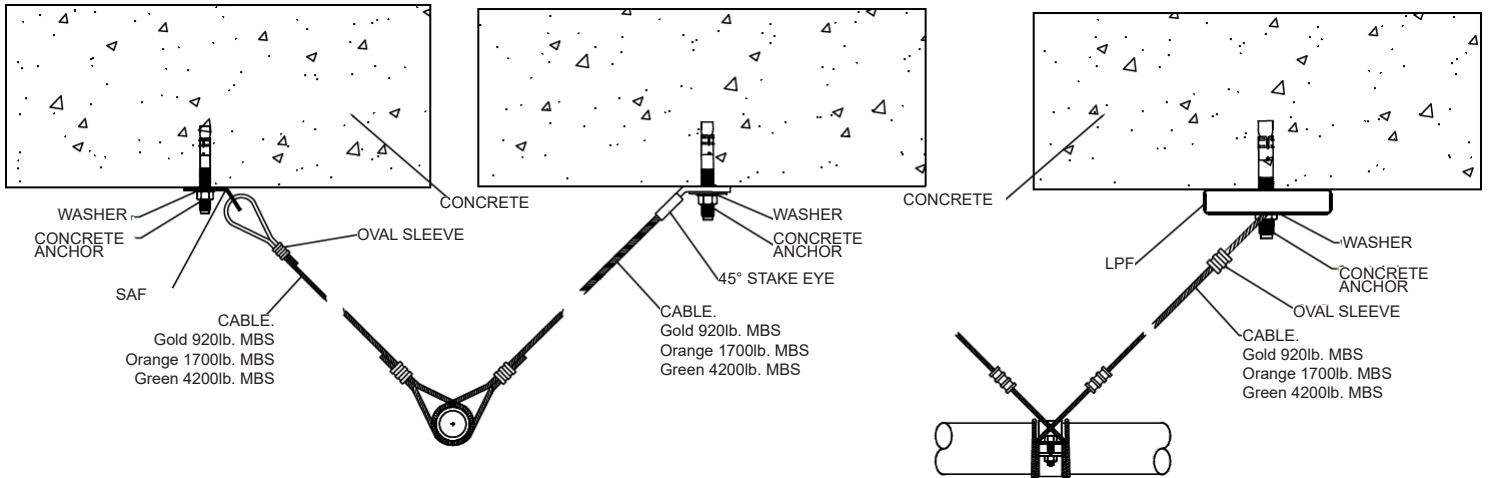 WASHER
CONCRETE
ANCHOR
SAF
CONCRETE
OVAL SLEEVE
CABLE.
Gold 920lb. MBS
Orange 1700lb. MBS
Green 4200lb. MBS
WASHER
CONCRETE
ANCHOR
45° STAKE EYE
CABLE.
Gold 920lb. MBS
Orange 1700lb. MBS
Green 4200lb. MBS
CONCRETE
LPF
WASHER
CONCRETE
ANCHOR
OVAL SLEEVE
CABLE.
Gold 920lb. MBS
Orange 1700lb. MBS
Green 4200lb. MBS